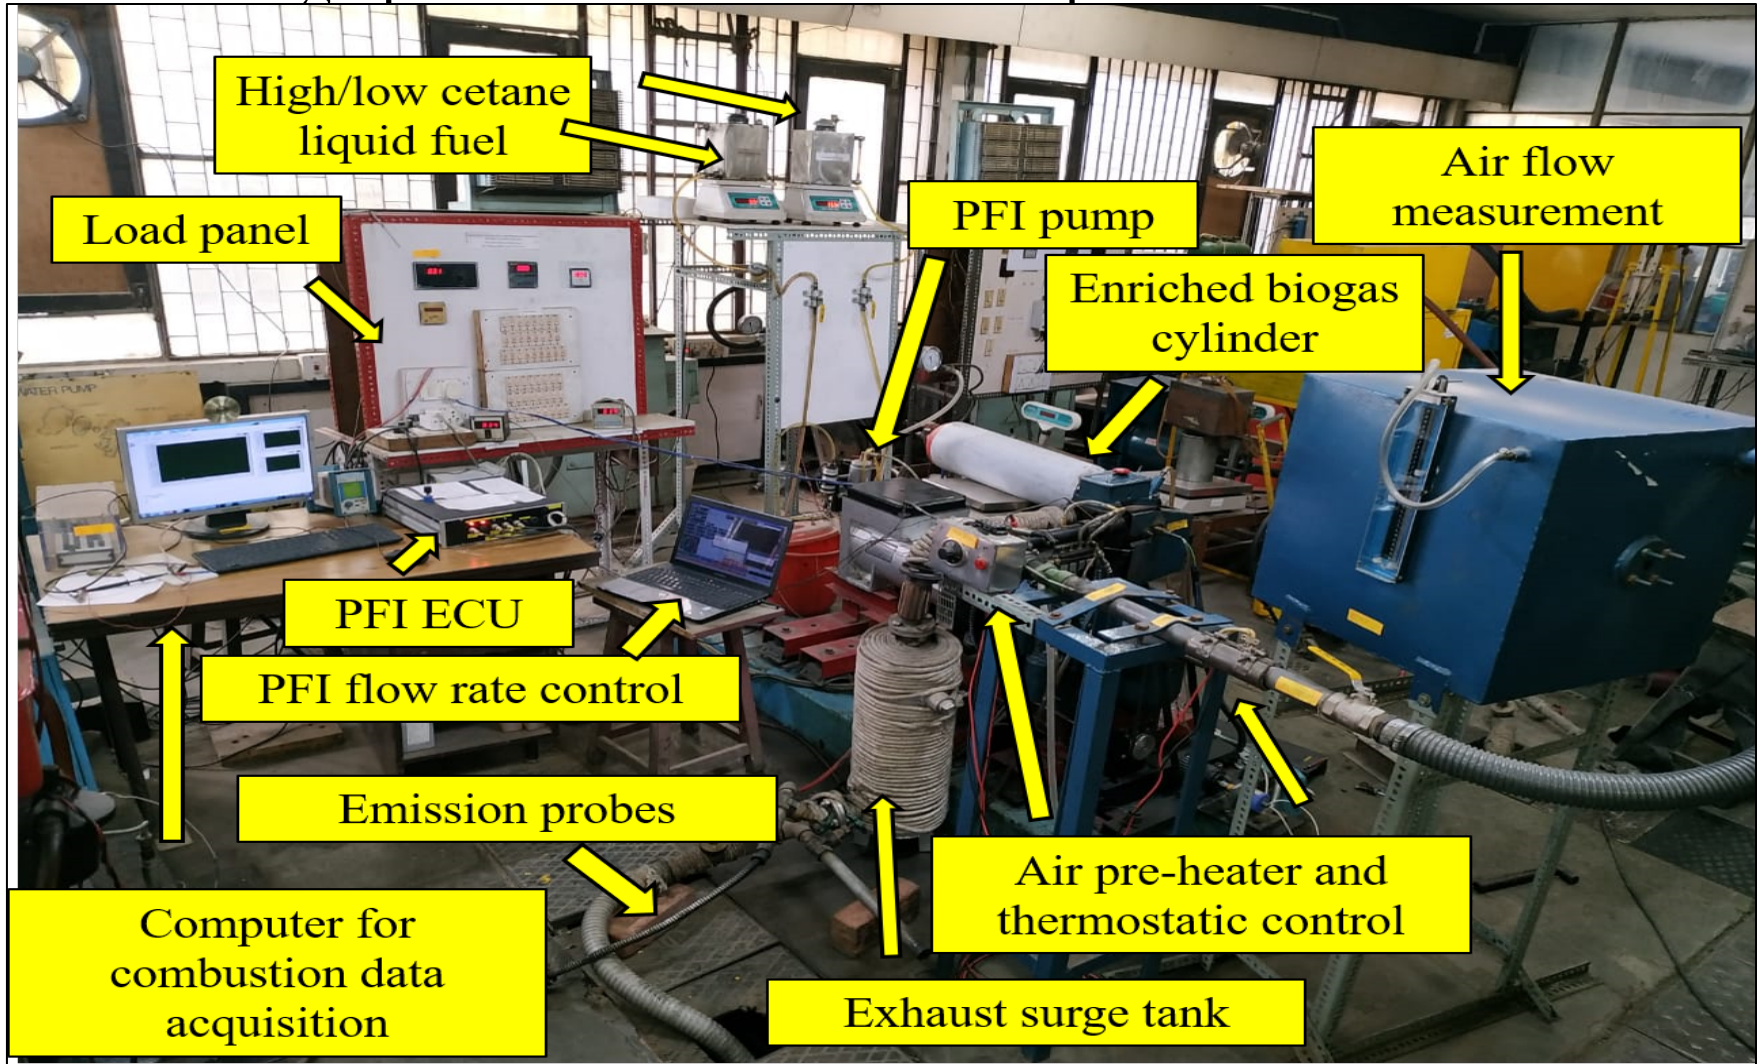 High/low cetane
liquid fuel
Load panel
PFI pump
Air flow
measurement
Enriched biogas
cylinder
WATER PUMP
PFI ECU
PFI flow rate control
Emission probes
Air pre-heater and
thermostatic control
Computer for
combustion data
acquisition
Exhaust surge tank